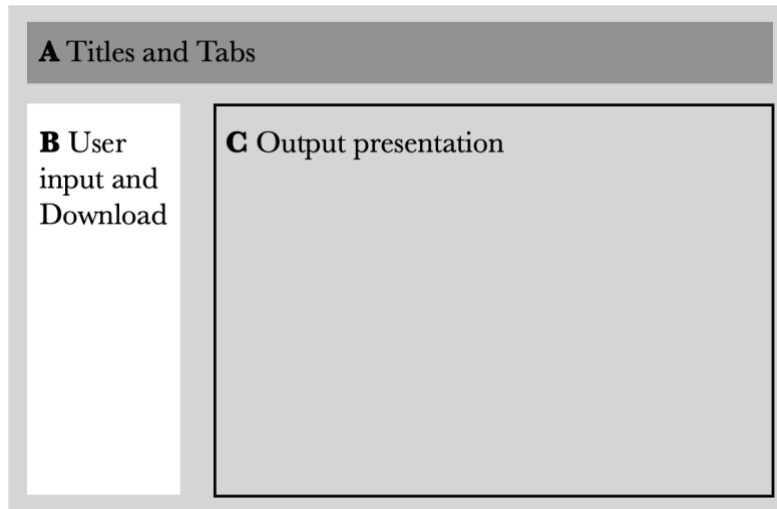 A Titles and Tabs
B User
input and
Download
C Output presentation